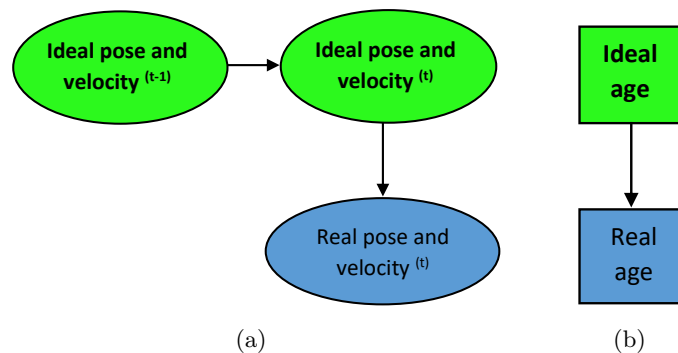 Ideal pose and
velocity (t-1)
Ideal pose and
velocity (t)
Ideal
age
Real pose and
velocity (t)
Real
age
(a)
(b)